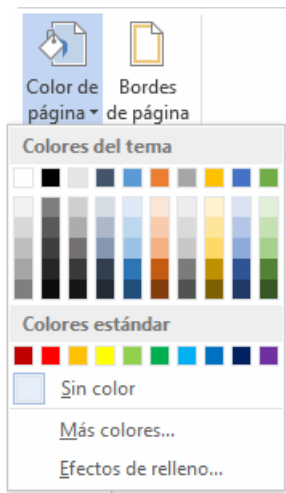 Color de Bordes
página de página
Colores del tema
Colores estándar
Sin color
Más colores...
Efectos de relleno...